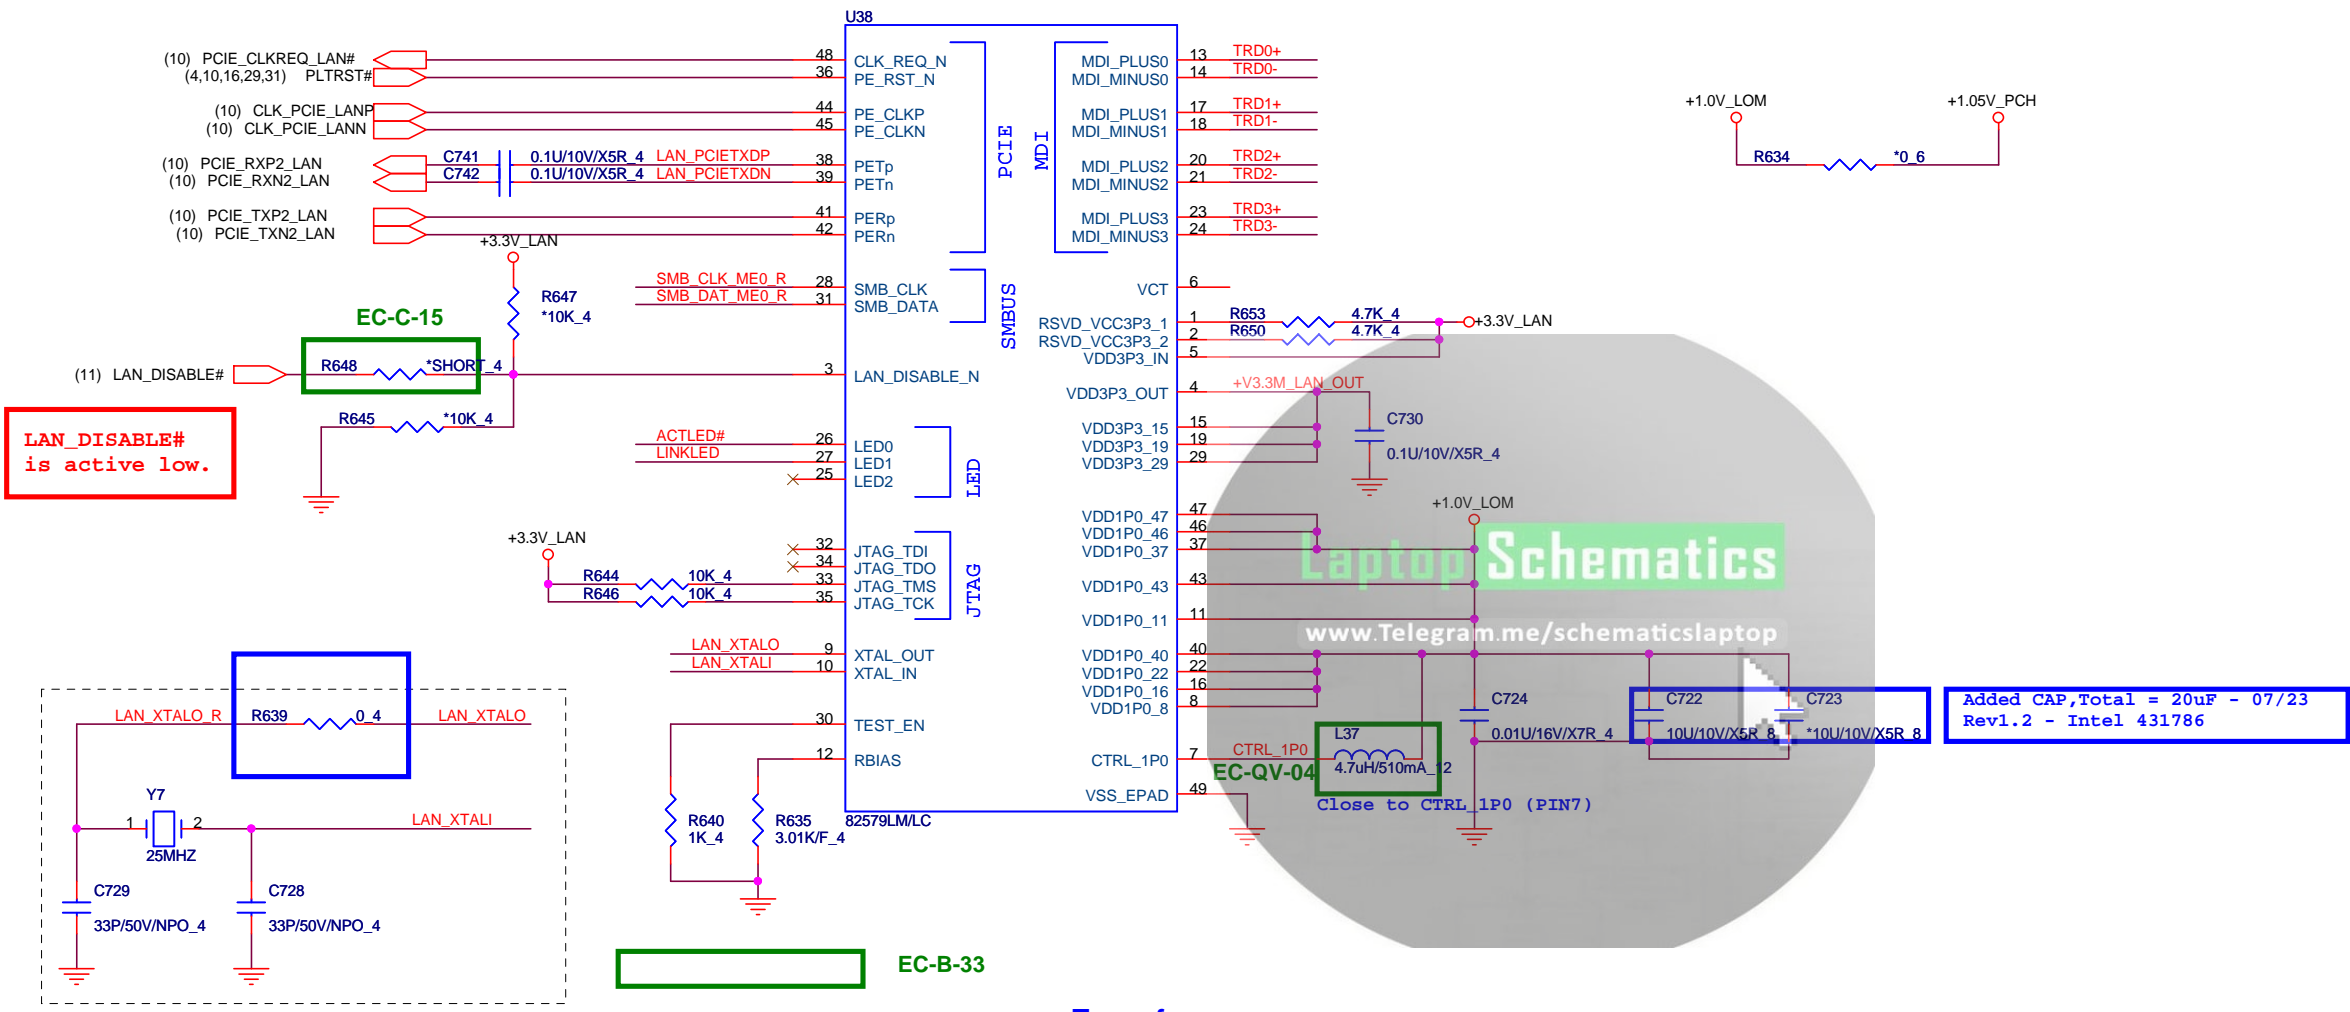 U38
(10) PCIE_CLKREQ_LAN# 48 CLK_REQ_N
(4,10,16,29,31) PLTRST# 36 PE_RST_N
(10) CLK_PCIE_LANP 44 PE_CLKP
(10) CLK_PCIE_LANN 45 PE_CLKN
(10) PCIE_RXP2_LAN C741 0.1U/10V/X5R_4 LAN_PCIETXDP 38 PETp
(10) PCIE_RXN2_LAN C742 0.1U/10V/X5R_4 LAN_PCIETXDN 39 PETn
(10) PCIE_TXP2_LAN 41 PERp
(10) PCIE_TXN2_LAN 42 PERn
PCIE
MDI
MDI_PLUS0 13 TRD0+
MDI_MINUS0 14 TRD0-
MDI_PLUS1 17 TRD1+
MDI_MINUS1 18 TRD1-
MDI_PLUS2 20 TRD2+
MDI_MINUS2 21 TRD2-
MDI_PLUS3 23 TRD3+
MDI_MINUS3 24 TRD3-
+1.0V_LOM +1.05V_PCH
R634 *0_6
+3.3V_LAN
R647
*10K_4
SMB_CLK_ME0_R 28 SMB_CLK
SMB_DAT_ME0_R 31 SMB_DATA
SMBUS
EC-C-15
R648 *SHORT_4
(11) LAN_DISABLE# 3 LAN_DISABLE_N
R645 *10K_4
LAN_DISABLE#
is active low.
ACTLED# 26 LED0
LINKLED 27 LED1
25 LED2
LED
+3.3V_LAN
32 JTAG_TDI
34 JTAG_TDO
R644 10K_4 33 JTAG_TMS
R646 10K_4 35 JTAG_TCK
JTAG
LAN_XTALO 9 XTAL_OUT
LAN_XTALI 10 XTAL_IN
30 TEST_EN
12 RBIAS
R640
1K_4
R635
3.01K/F_4
82579LM/LC
VCT 6
RSVD_VCC3P3_1 1 R653 4.7K_4 +3.3V_LAN
RSVD_VCC3P3_2 2 R650 4.7K_4
VDD3P3_IN 5
VDD3P3_OUT 4 +V3.3M_LAN_OUT
C730
0.1U/10V/X5R_4
VDD3P3_15 15
VDD3P3_19 19
VDD3P3_29 29
+1.0V_LOM
VDD1P0_47 47
VDD1P0_46 46
VDD1P0_37 37
VDD1P0_43 43
VDD1P0_11 11
VDD1P0_40 40
VDD1P0_22 22
VDD1P0_16 16
VDD1P0_8 8
CTRL_1P0 7 CTRL_1P0
VSS_EPAD 49
Laptop Schematics
www.Telegram.me/schematicslaptop
C724
0.01U/16V/X7R_4
C722
10U/10V/X5R_8
C723
*10U/10V/X5R_8
Added CAP,Total = 20uF - 07/23
Rev1.2 - Intel 431786
L37
4.7uH/510mA_12
EC-QV-04
Close to CTRL_1P0 (PIN7)
LAN_XTALO_R R639 0_4 LAN_XTALO
Y7
1 2 LAN_XTALI
25MHZ
C729
33P/50V/NPO_4
C728
33P/50V/NPO_4
EC-B-33